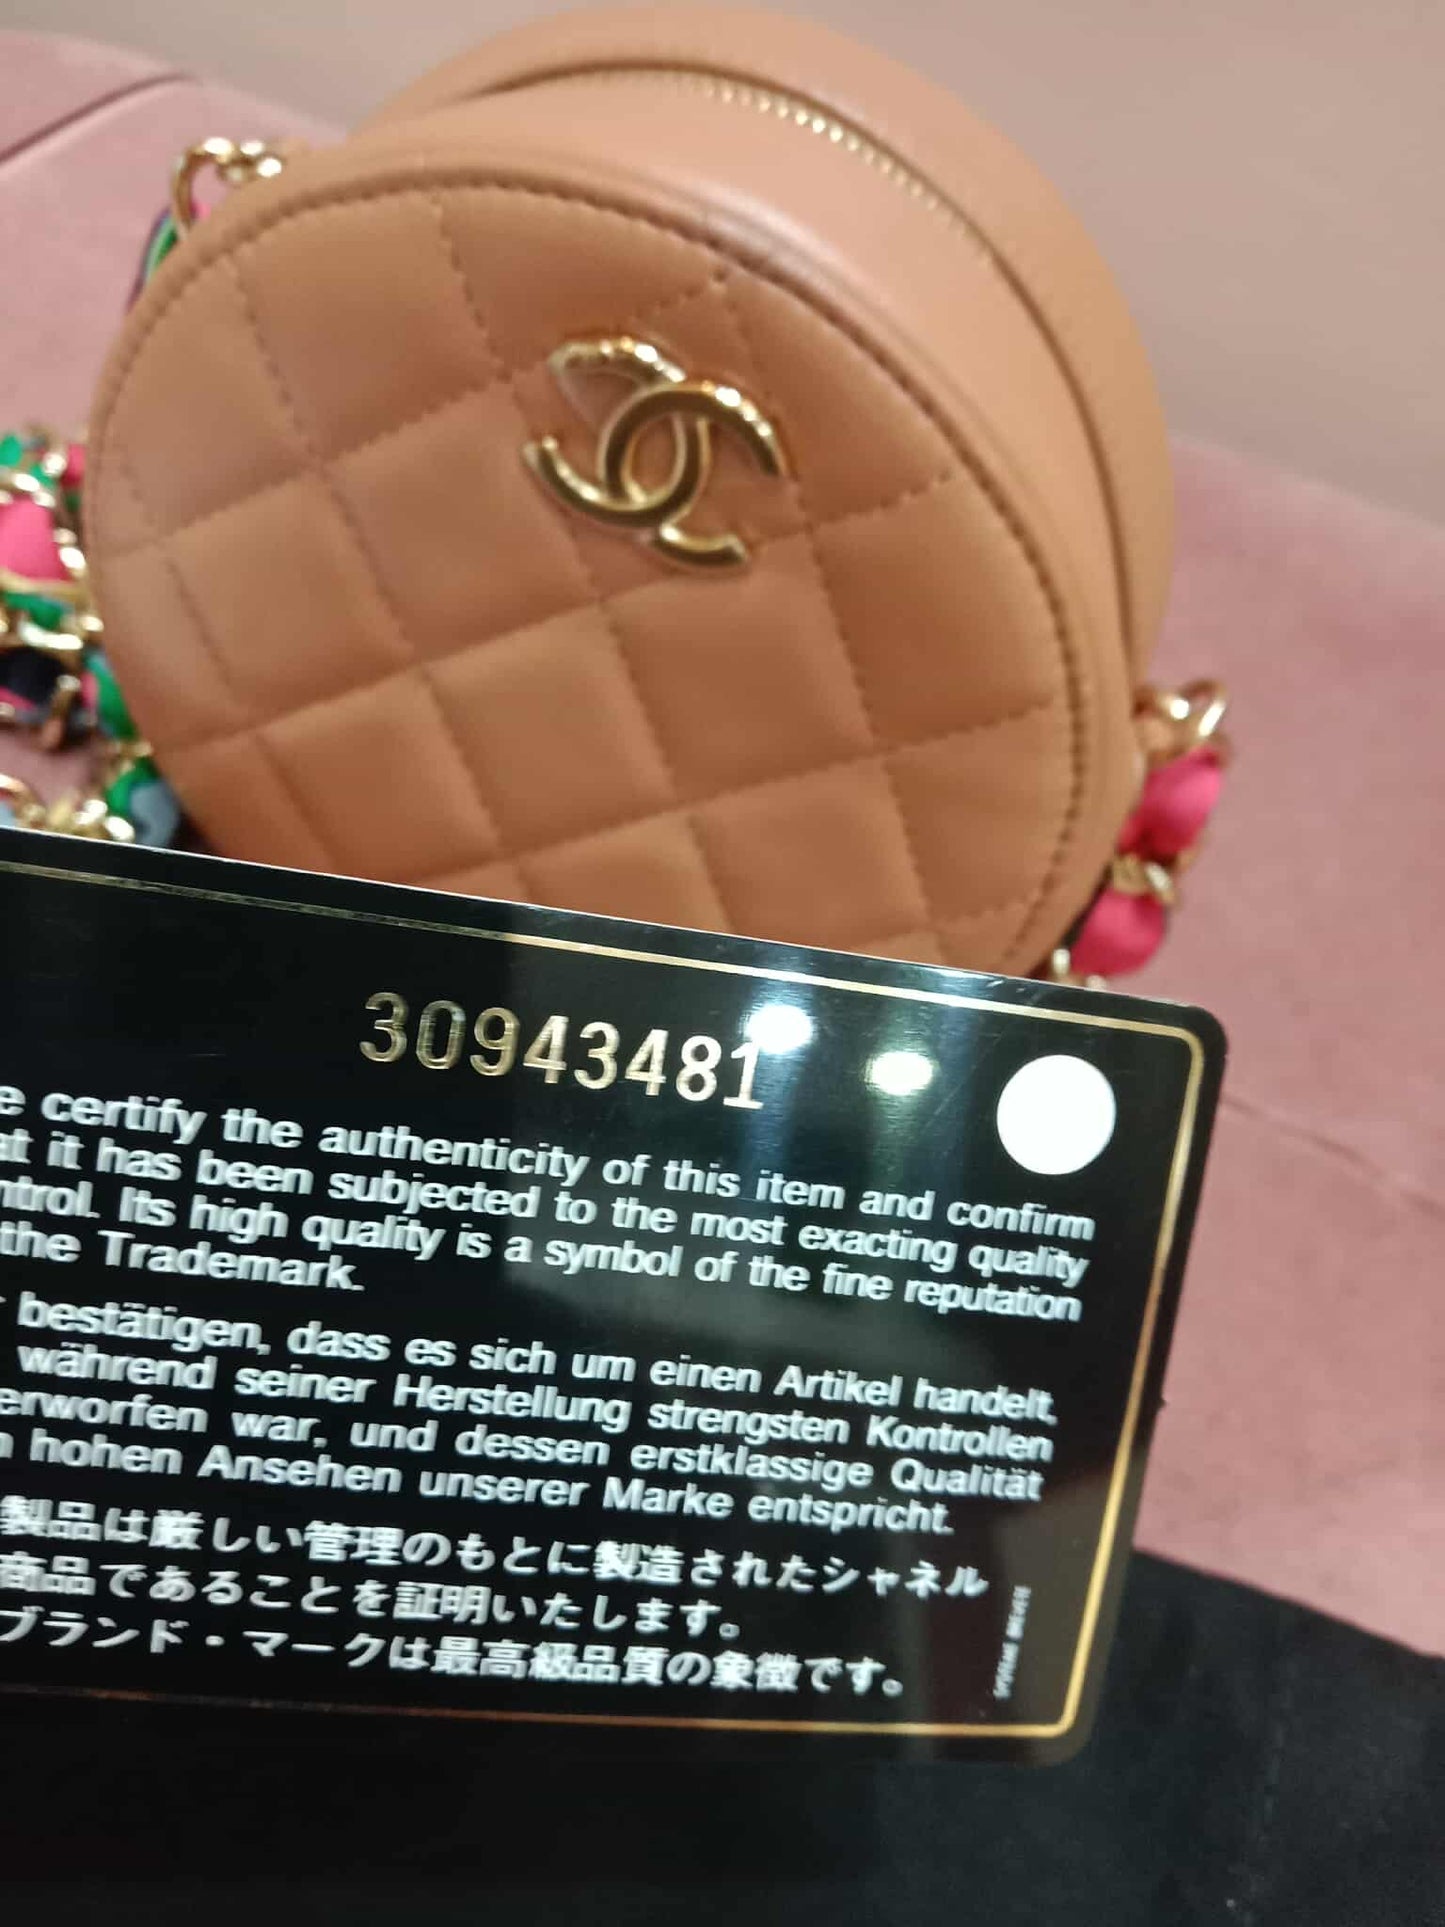 30943481
certify the authenticity of this item and confirm
it has been subjected to the most exacting quality
Its high quality is a symbol of the fine reputation
the Trademark.
bestätigen, dass es sich um einen Artikel handelt,
während seiner Herstellung strengsten Kontrollen
war, und dessen erstklassige Qualität
hohen Ansehen unserer Marke entspricht.
製品は厳しい管理のもとに製造されたシャネル
商品であることを証明いたします。
ブランド・マークは最高級品質の象徴です。